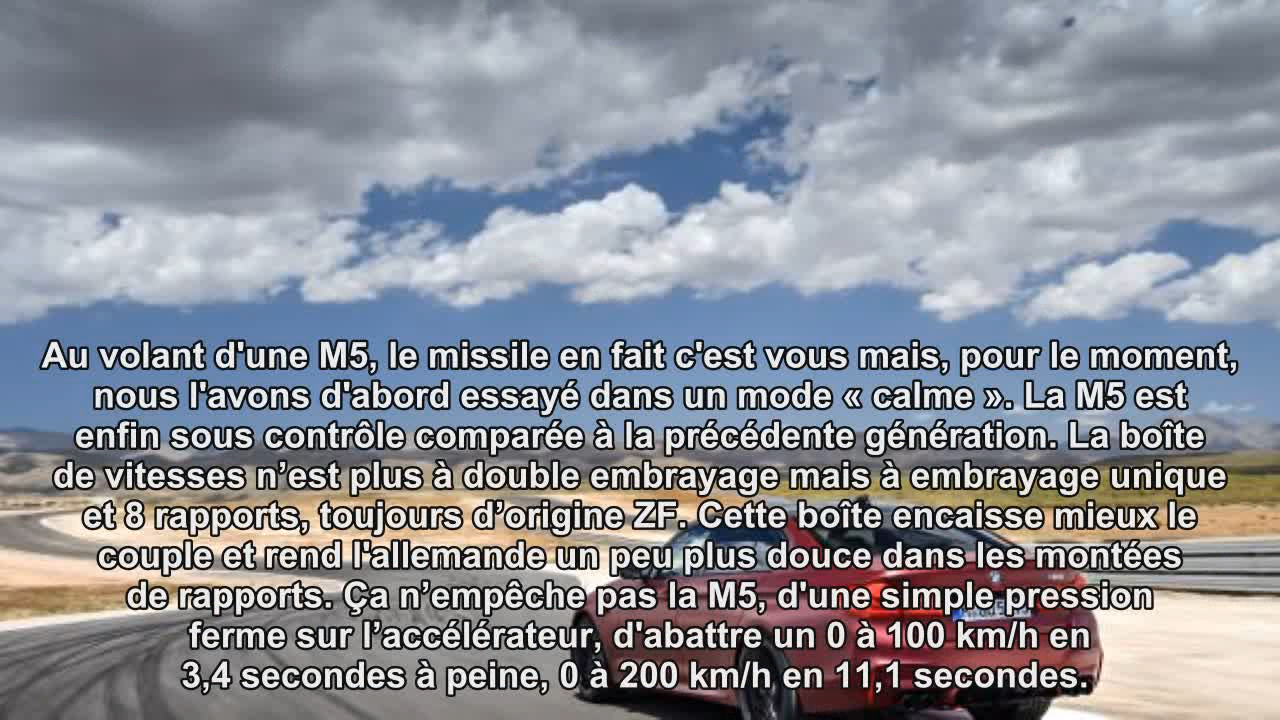 Au volant d'une M5, le missile en fait c'est vous mais, pour le moment,
nous l'avons d'abord essayé dans un mode « calme ». La M5 est
enfin sous contrôle comparée à la précédente génération. La boîte
de vitesses n’est plus à double embrayage mais à embrayage unique
et 8 rapports, toujours d’origine ZF. Cette boîte encaisse mieux le
couple et rend l'allemande un peu plus douce dans les montées
de rapports. Ça n’empêche pas la M5, d'une simple pression
ferme sur l’accélérateur, d'abattre un 0 à 100 km/h en
3,4 secondes à peine, 0 à 200 km/h en 11,1 secondes.